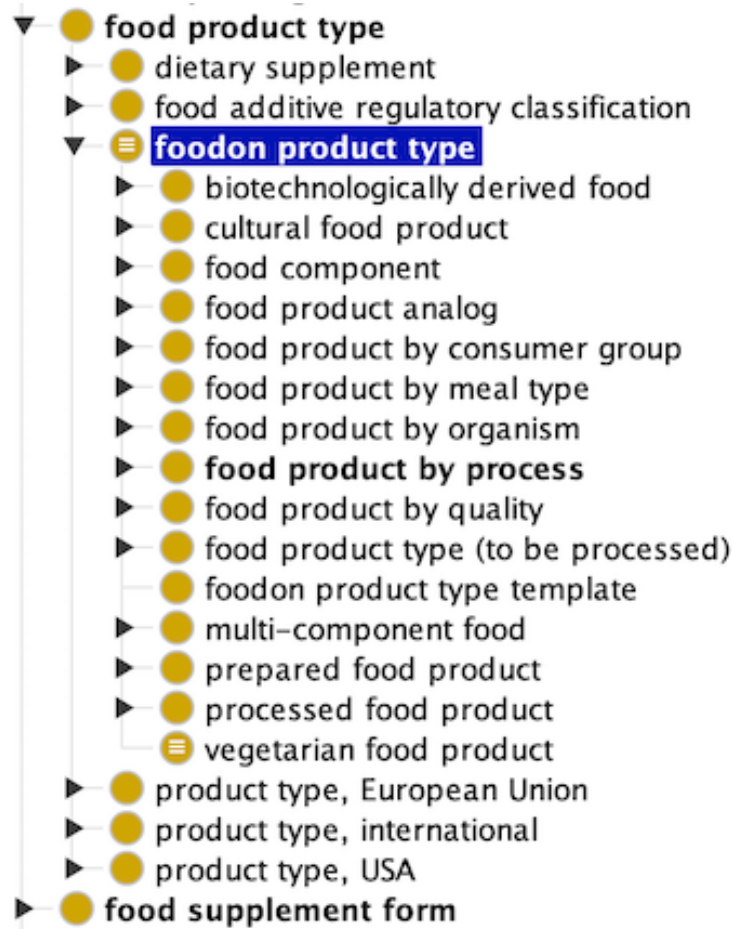 food product type
dietary supplement
food additive regulatory classification
foodon product type
biotechnologically derived food
cultural food product
food component
food product analog
food product by consumer group
food product by meal type
food product by organism
food product by process
food product by quality
food product type (to be processed)
foodon product type template
multi-component food
prepared food product
processed food product
vegetarian food product
product type, European Union
product type, international
product type, USA
food supplement form